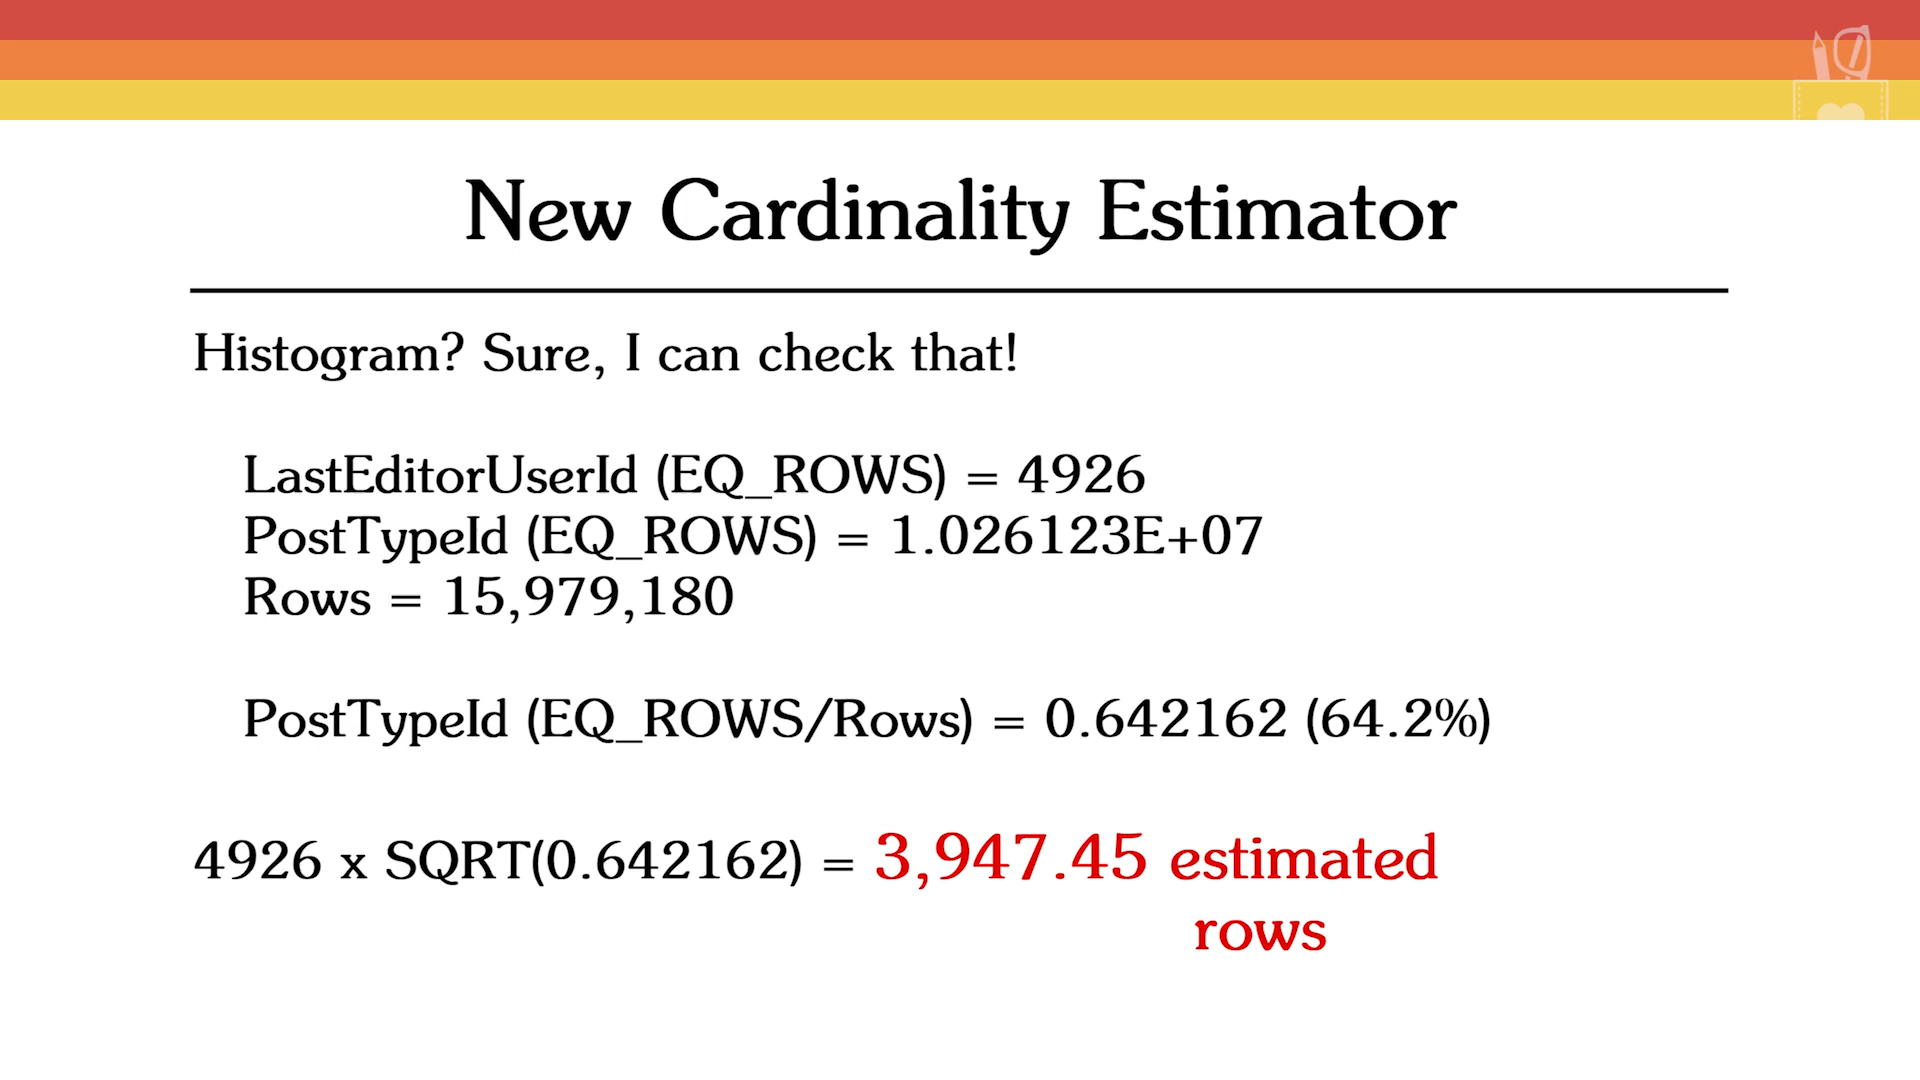 New Cardinality Estimator
Histogram? Sure, I can check that!
LastEditorUserId (EQ_ROWS) = 4926
PostTypeId (EQ_ROWS) = 1.026123E+07
Rows = 15,979,180
PostTypeId (EQ_ROWS/Rows) = 0.642162 (64.2%)
4926 x SQRT(0.642162) = 3,947.45 estimated
rows